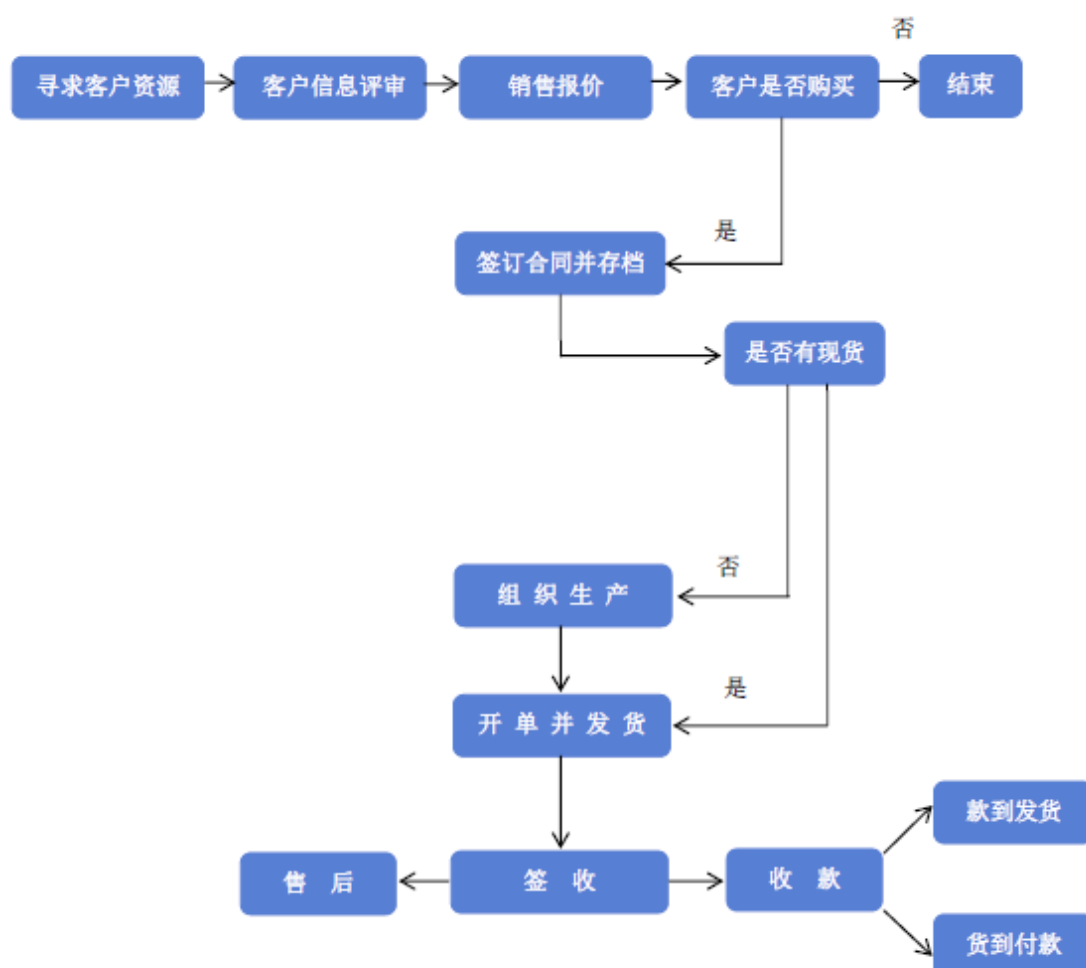 否
寻求客户资源
客户信息评审
销售报价
客户是否购买
结束
是
签订合同并存档
是否有现货
否
组织生产
是
开单并发货
款到发货
售后
签收
收款
货到付款